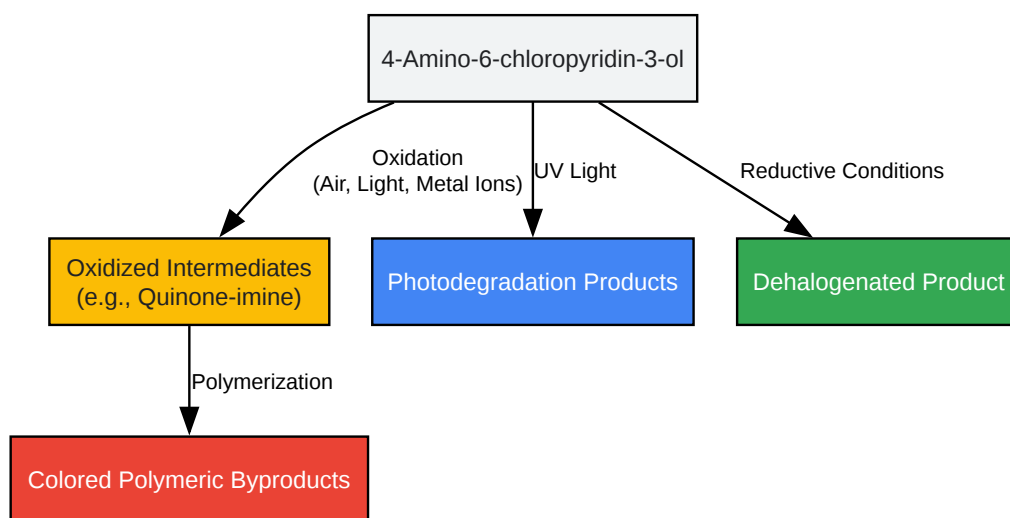 4-Amino-6-chloropyridin-3-ol
Oxidation
(Air, Light, Metal Ions)
UV Light
Reductive Conditions
Oxidized Intermediates
(e.g., Quinone-imine)
Photodegradation Products
Dehalogenated Product
Polymerization
Colored Polymeric Byproducts